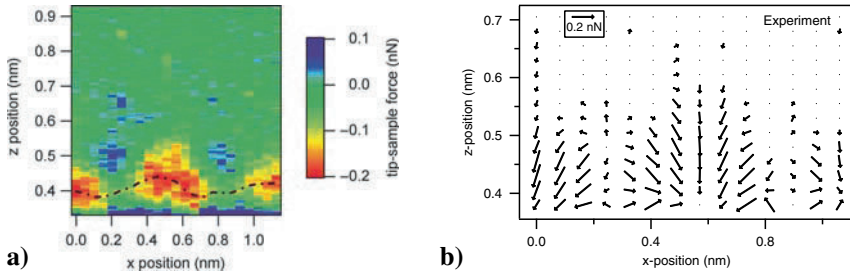 0.9
0.8
0.7
0.6
0.5
0.4
z position (nm)
0.0 0.2 0.4 0.6 0.8 1.0
x position (nm)
0.1
0.0
−0.1
−0.2
tip-sample force (nN)
a)
0.7
0.6
0.5
0.4
z-position (nm)
0.2 nN
Experiment
0.0 0.4 0.8
x-position (nm)
b)